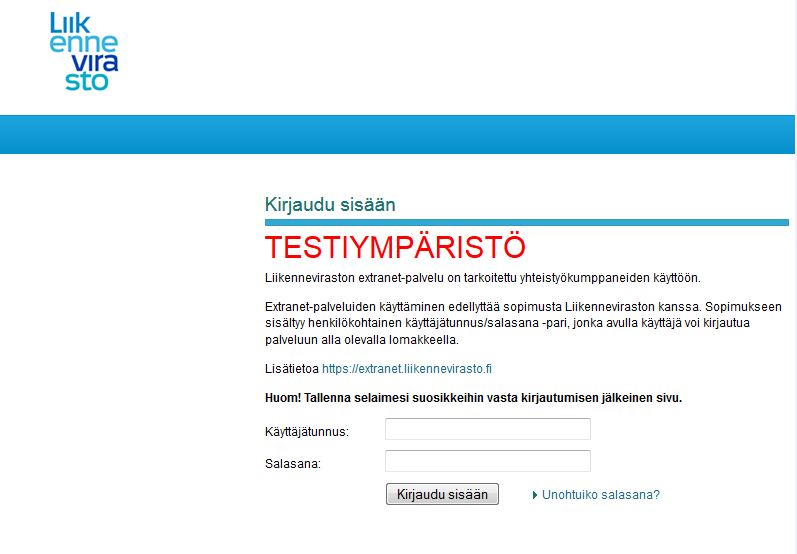 Liik
enne
vira
sto
Kirjaudu sisään
TESTIYMPÄRISTÖ
Liikenneviraston extranet-palvelu on tarkoitettu yhteistyökumppaneiden käyttöön.
Extranet-palveluiden käyttäminen edellyttää sopimusta Liikenneviraston kanssa. Sopimukseen
sisältyy henkilökohtainen käyttäjätunnus/salasana -pari, jonka avulla käyttäjä voi kirjautua
palveluun alla olevalla lomakkeella.
Lisätietoa https://extranet.liikennevirasto.fi
Huom! Tallenna selaimesi suosikkeihin vasta kirjautumisen jälkeinen sivu.
Käyttäjätunnus:
Salasana:
Kirjaudu sisään Unohtuiko salasana?